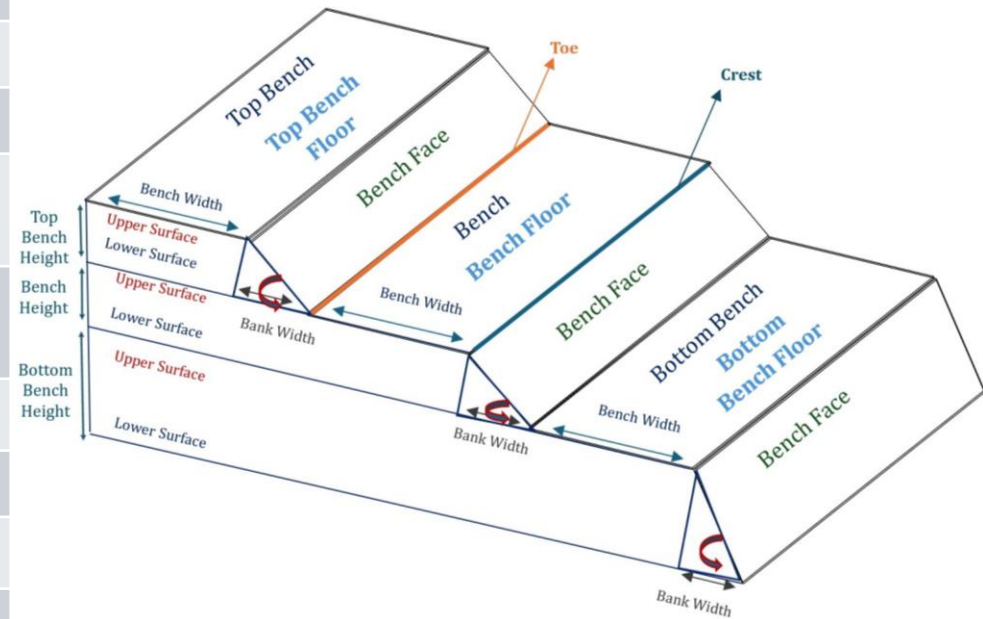 Toe
Crest
Top Bench
Top Bench
Floor
Bench Face
Bench Width
Top
Bench
Height
Upper Surface
Lower Surface
Bench
Bench Floor
Bench Width
Bench Face
Bench
Height
Upper Surface
Lower Surface
Bank Width
Bottom Bench
Bottom
Bench Floor
Bench Width
Bench Face
Bottom
Bench
Height
Upper Surface
Lower Surface
Bank Width
Bank Width